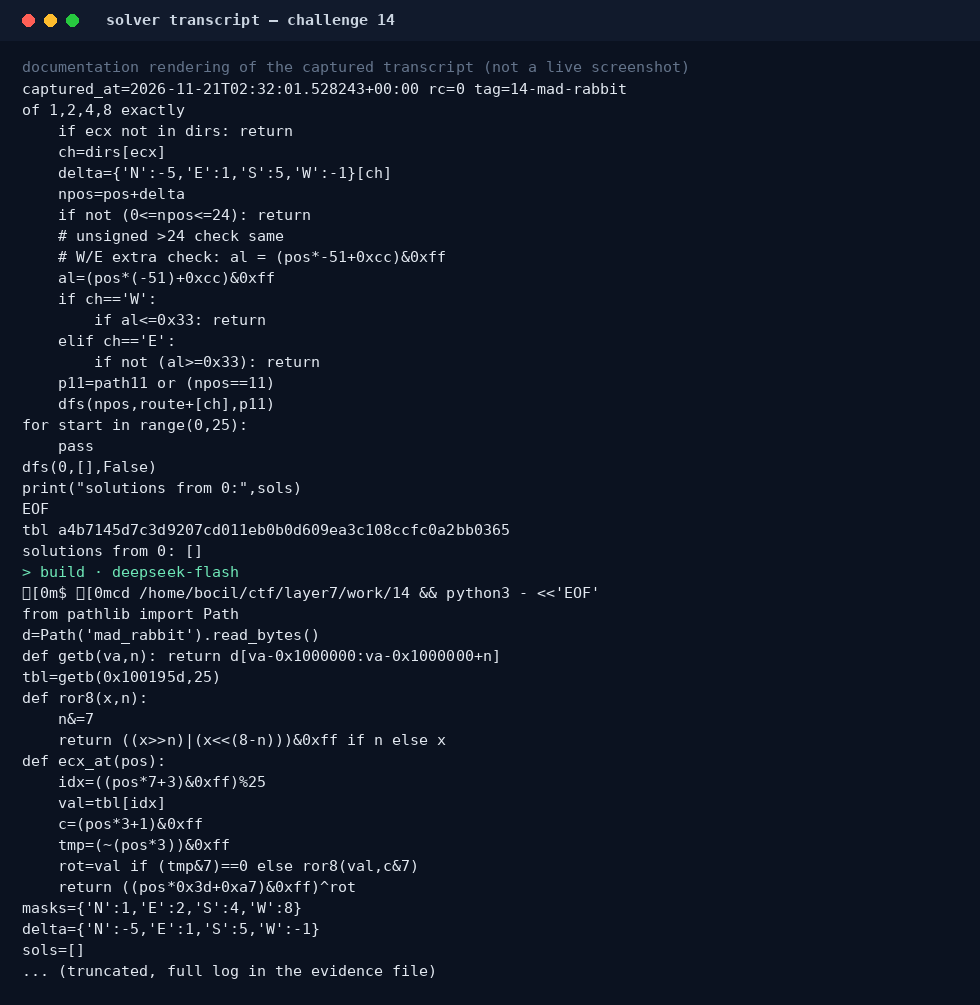 solver transcript — challenge 14
documentation rendering of the captured transcript (not a live screenshot)
captured_at=2026-11-21T02:32:01.528243+00:00 rc=0 tag=14-mad-rabbit
of 1,2,4,8 exactly
    if ecx not in dirs: return
    ch=dirs[ecx]
    delta={'N':-5,'E':1,'S':5,'W':-1}[ch]
    npos=pos+delta
    if not (0<=npos<=24): return
    # unsigned >24 check same
    # W/E extra check: al = (pos*-51+0xcc)&0xff
    al=(pos*(-51)+0xcc)&0xff
    if ch=='W':
        if al<=0x33: return
    elif ch=='E':
        if not (al>=0x33): return
    p11=path11 or (npos==11)
    dfs(npos,route+[ch],p11)
for start in range(0,25):
    pass
dfs(0,[],False)
print("solutions from 0:",sols)
EOF
tbl a4b7145d7c3d9207cd011eb0b0d609ea3c108ccfc0a2bb0365
solutions from 0: []
> build · deepseek-flash
[0m$ [0mcd /home/bocil/ctf/layer7/work/14 && python3 - <<'EOF'
from pathlib import Path
d=Path('mad_rabbit').read_bytes()
def getb(va,n): return d[va-0x1000000:va-0x1000000+n]
tbl=getb(0x100195d,25)
def ror8(x,n):
    n&=7
    return ((x>>n)|(x<<(8-n)))&0xff if n else x
def ecx_at(pos):
    idx=((pos*7+3)&0xff)%25
    val=tbl[idx]
    c=(pos*3+1)&0xff
    tmp=(~(pos*3))&0xff
    rot=val if (tmp&7)==0 else ror8(val,c&7)
    return ((pos*0x3d+0xa7)&0xff)^rot
masks={'N':1,'E':2,'S':4,'W':8}
delta={'N':-5,'E':1,'S':5,'W':-1}
sols=[]
... (truncated, full log in the evidence file)